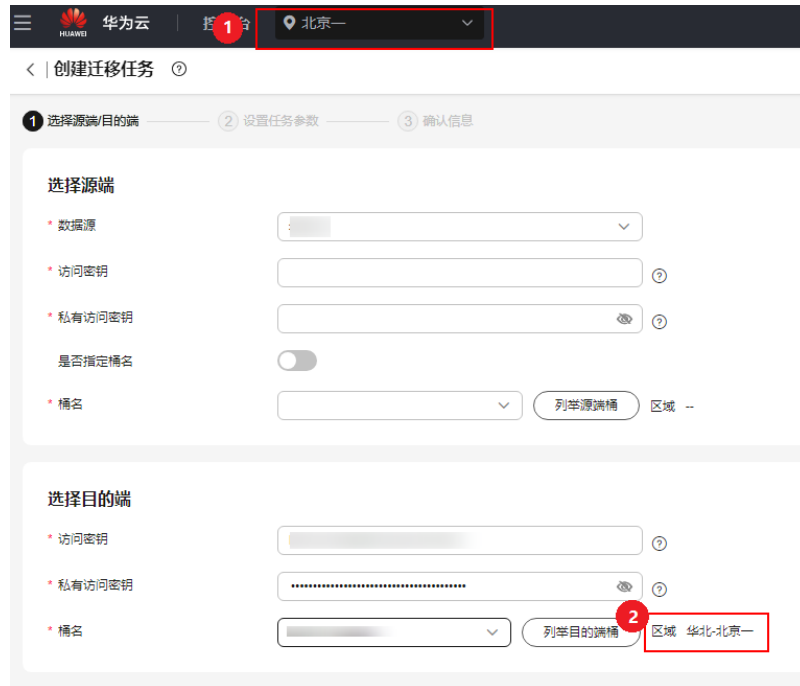 HUAWEI 华为云 控 台 1 北京一
创建迁移任务 ?
1 选择源端/目的端 2 设置任务参数 3 确认信息
选择源端
* 数据源
* 访问密钥 ?
* 私有访问密钥 ?
是否指定桶名
* 桶名 列举源端桶 区域 --
选择目的端
* 访问密钥 ?
* 私有访问密钥 ••••••••••••••••••••••••••••••••••••••• ?
* 桶名 列举目的端桶 2 区域 华北-北京一